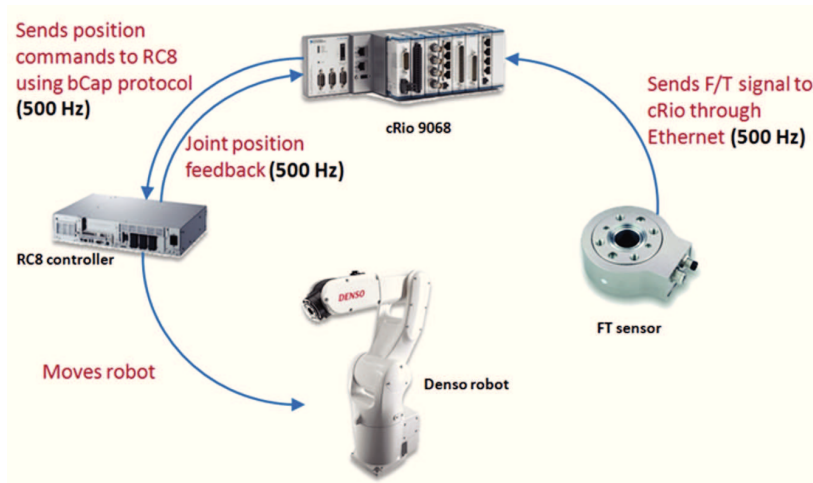 Sends position
commands to RC8
using bCap protocol
(500 Hz)
cRio 9068
Sends F/T signal to
cRio through
Ethernet (500 Hz)
Joint position
feedback (500 Hz)
RC8 controller
DENSO
FT sensor
Moves robot
Denso robot